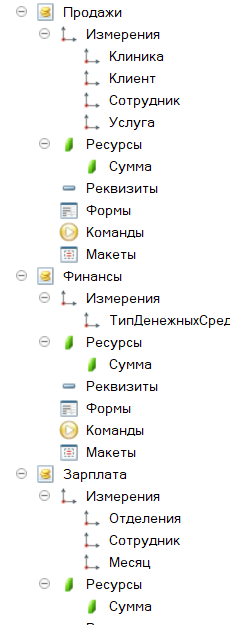 Продажи
Измерения
Клиника
Клиент
Сотрудник
Услуга
Ресурсы
Сумма
Реквизиты
Формы
Команды
Макеты
Финансы
Измерения
ТипДенежныхСред
Ресурсы
Сумма
Реквизиты
Формы
Команды
Макеты
Зарплата
Измерения
Отделения
Сотрудник
Месяц
Ресурсы
Сумма